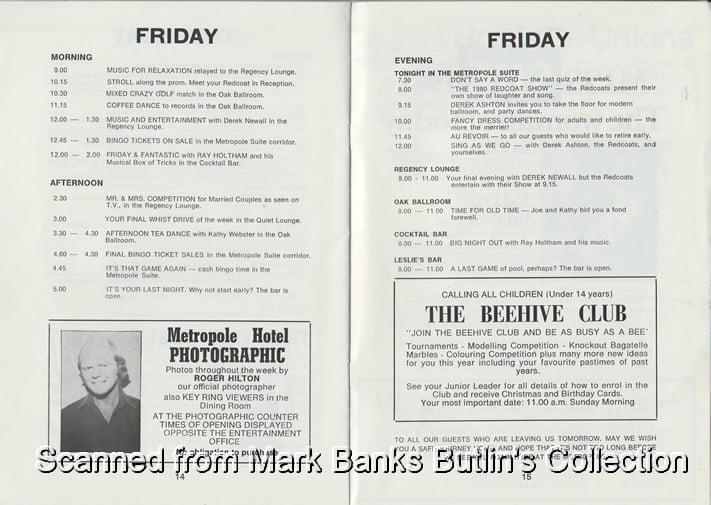 FRIDAY
MORNING
9.00 MUSIC FOR RELAXATION relayed to the Regency Lounge.
10.15 STROLL along the prom. Meet your Redcoat in Reception.
10.30 MIXED CRAZY GOLF match in the Oak Ballroom.
11.15 COFFEE DANCE to records in the Oak Ballroom.
12.00 — 1.30 MUSIC AND ENTERTAINMENT with Derek Newall in the
Regency Lounge.
12.45 — 1.30 BINGO TICKETS ON SALE in the Metropole Suite corridor.
12.00 — 2.00 FRIDAY & FANTASTIC with RAY HOLTHAM and his
Musical Box of Tricks in the Cocktail Bar.
AFTERNOON
2.30 MR. & MRS. COMPETITION for Married Couples as seen on
T.V., in the Regency Lounge.
3.00 YOUR FINAL WHIST DRIVE of the week in the Quiet Lounge.
3.30 — 4.30 AFTERNOON TEA DANCE with Kathy Webster in the Oak
Ballroom.
4.00 — 4.30 FINAL BINGO TICKET SALES in the Metropole Suite corridor.
4.45 IT'S THAT GAME AGAIN — cash bingo time in the
Metropole Suite.
5.00 IT'S YOUR LAST NIGHT. Why not start early? The bar is
open.
Metropole Hotel
PHOTOGRAPHIC
Photos throughout the week by
ROGER HILTON
our official photographer
also KEY RING VIEWERS in the
Dining Room
AT THE PHOTOGRAPHIC COUNTER
TIMES OF OPENING DISPLAYED
OPPOSITE THE ENTERTAINMENT
OFFICE
No obligation to purchase
14
FRIDAY
EVENING
TONIGHT IN THE METROPOLE SUITE
7.30 DON'T SAY A WORD — the last quiz of the week.
8.00 "THE 1980 REDCOAT SHOW" — the Redcoats present their
own show of laughter and song.
9.15 DEREK ASHTON invites you to take the floor for modern
ballroom, and party dances.
10.00 FANCY DRESS COMPETITION for adults and children — the
more the merrier!
11.45 AU REVOIR — to all our guests who would like to retire early.
12.00 SING AS WE GO — with Derek Ashton, the Redcoats, and
yourselves.
REGENCY LOUNGE
8.00 - 11.00 Your final evening with DEREK NEWALL but the Redcoats
entertain with their Show at 9.15.
OAK BALLROOM
8.00 — 11.00 TIME FOR OLD TIME — Joe and Kathy bid you a fond
farewell.
COCKTAIL BAR
8.00 — 11.00 BIG NIGHT OUT with Ray Holtham and his music.
LESLIE'S BAR
8.00 — 11.00 A LAST GAME of pool, perhaps? The bar is open.
CALLING ALL CHILDREN (Under 14 years)
THE BEEHIVE CLUB
"JOIN THE BEEHIVE CLUB AND BE AS BUSY AS A BEE"
Tournaments - Modelling Competition - Knockout Bagatelle
Marbles - Colouring Competition plus many more new ideas
for you this year including your favourite pastimes of past
years.
See your Junior Leader for all details of how to enrol in the
Club and receive Christmas and Birthday Cards.
Your most important date: 11.00 a.m. Sunday Morning
TO ALL OUR GUESTS WHO ARE LEAVING US TOMORROW, MAY WE WISH
YOU A SAFE JOURNEY HOME AND HOPE THAT IT'S NOT TOO LONG BEFORE
15
Scanned from Mark Banks Butlin's Collection